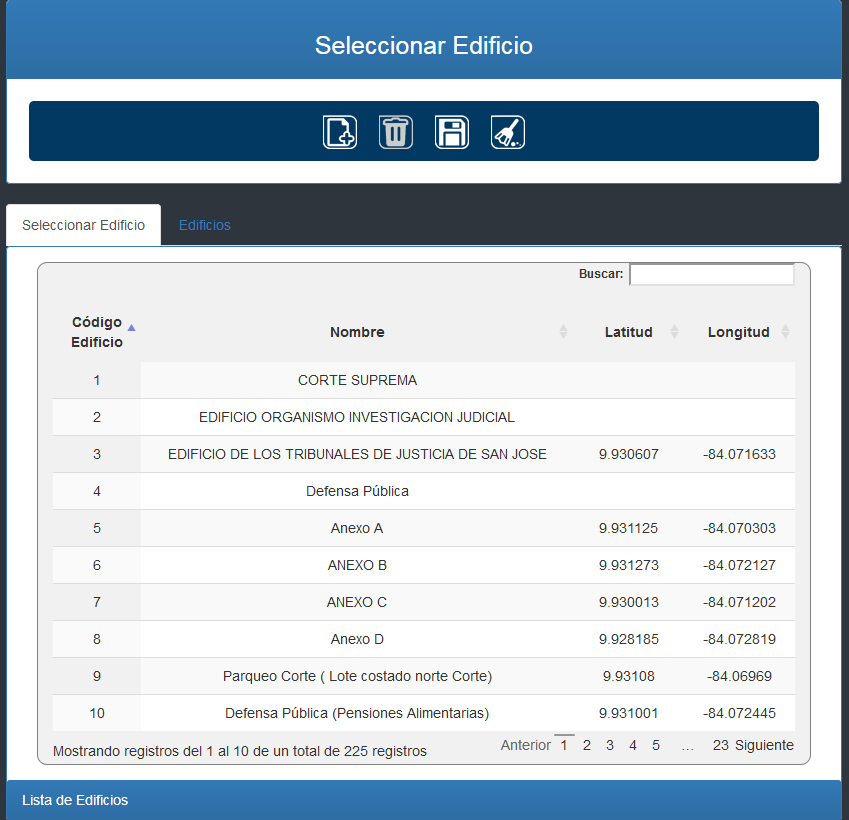 Seleccionar Edificio
Seleccionar Edificio Edificios
Buscar:
Código Edificio Nombre Latitud Longitud
1 CORTE SUPREMA
2 EDIFICIO ORGANISMO INVESTIGACION JUDICIAL
3 EDIFICIO DE LOS TRIBUNALES DE JUSTICIA DE SAN JOSE 9.930607 -84.071633
4 Defensa Pública
5 Anexo A 9.931125 -84.070303
6 ANEXO B 9.931273 -84.072127
7 ANEXO C 9.930013 -84.071202
8 Anexo D 9.928185 -84.072819
9 Parqueo Corte ( Lote costado norte Corte) 9.93108 -84.06969
10 Defensa Pública (Pensiones Alimentarias) 9.931001 -84.072445
Mostrando registros del 1 al 10 de un total de 225 registros Anterior 1 2 3 4 5 … 23 Siguiente
Lista de Edificios